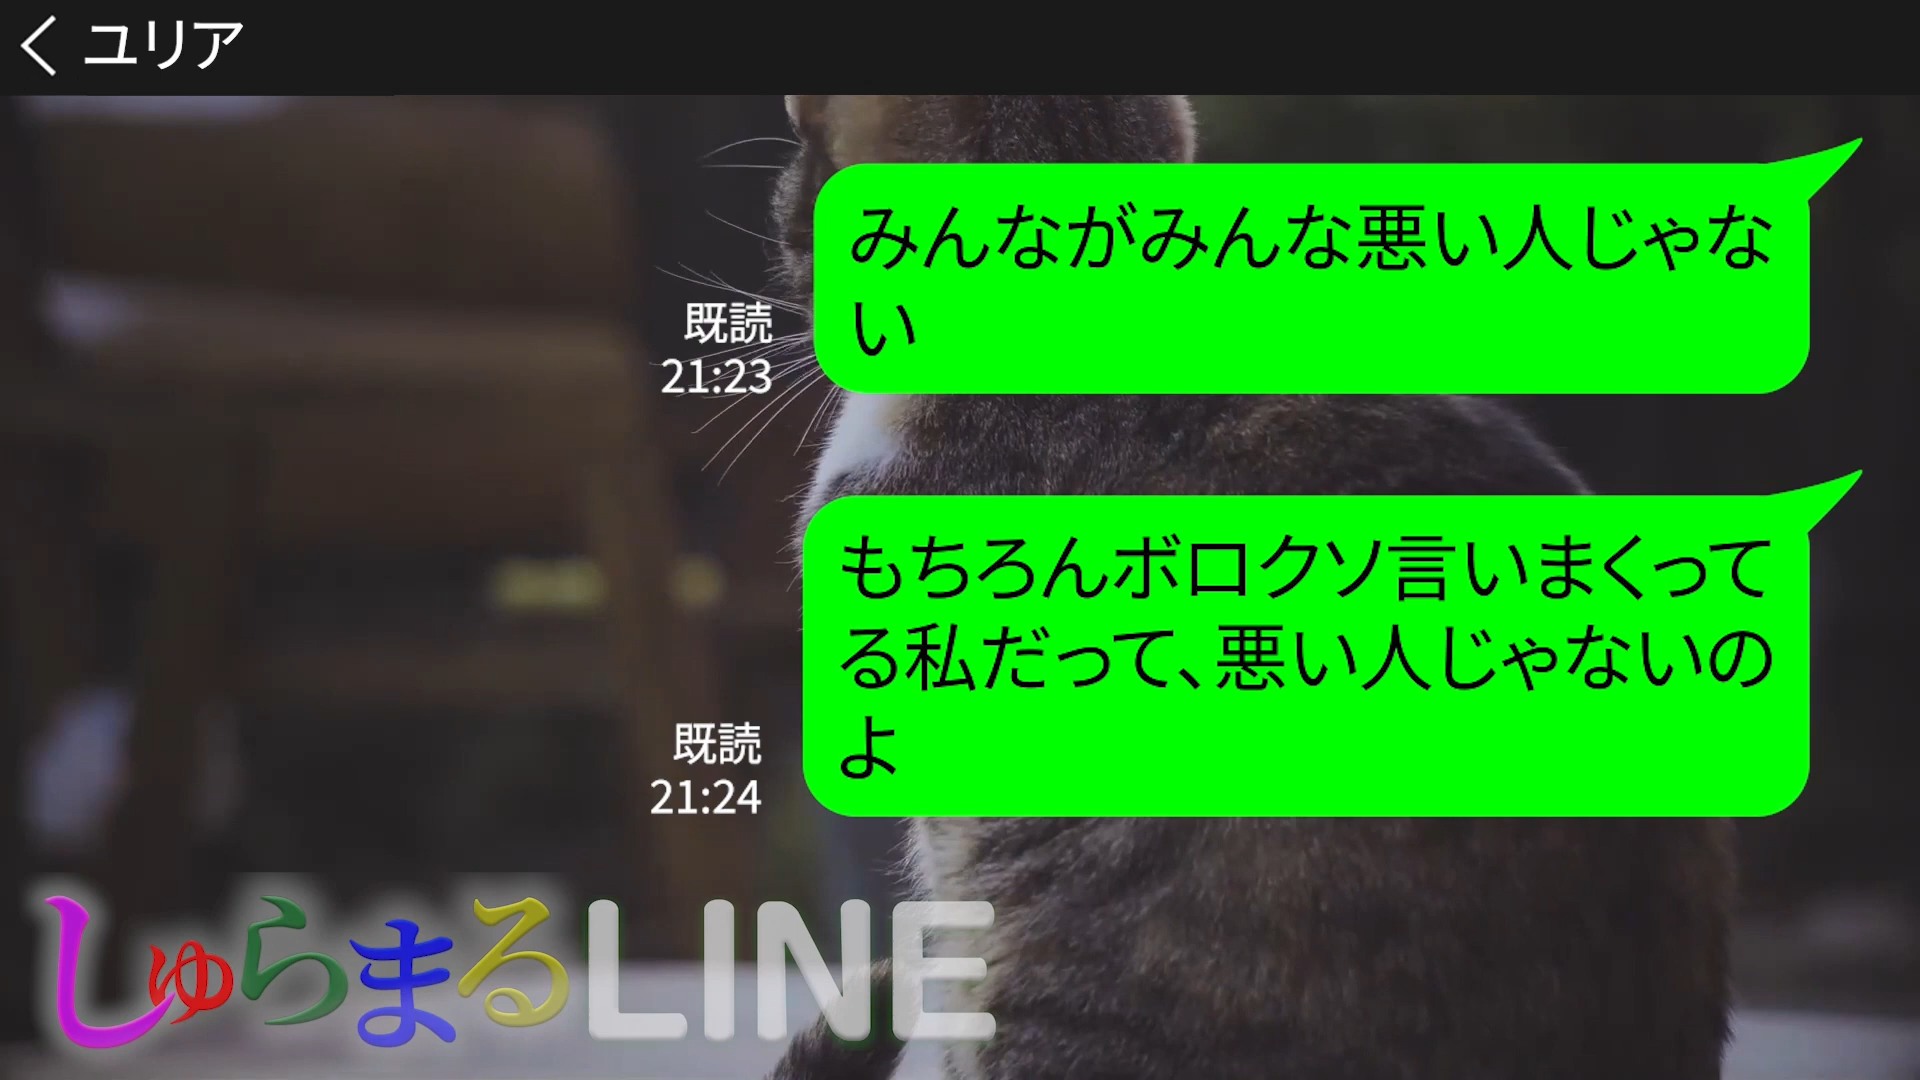 ユリア
みんながみんな悪い人じゃな
い
既読
21:23
もちろんボロクソ言いまくって
る私だって、悪い人じゃないの
よ
既読
21:24
しゅらまるLINE